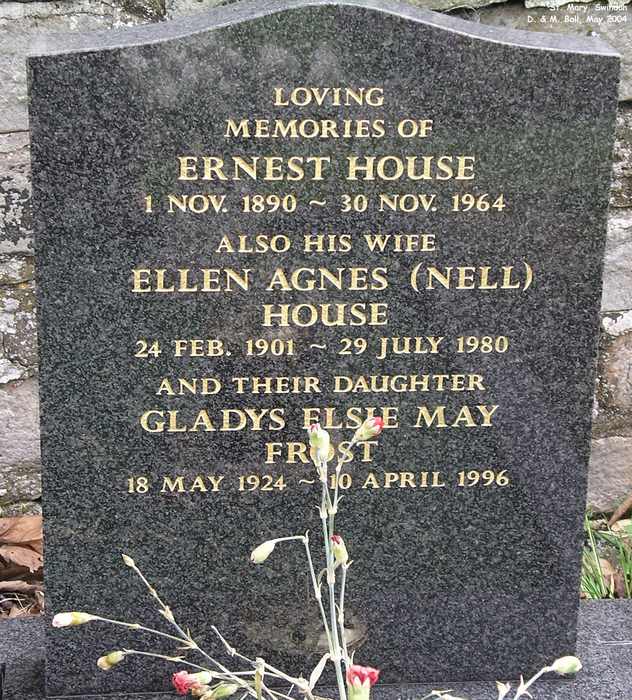 St. Mary Swindon
D. & M. Ball, May 2004
LOVING
MEMORIES OF
ERNEST HOUSE
1 NOV. 1890 ~ 30 NOV. 1964
ALSO HIS WIFE
ELLEN AGNES (NELL)
HOUSE
24 FEB. 1901 ~ 29 JULY 1980
AND THEIR DAUGHTER
GLADYS ELSIE MAY
FROST
18 MAY 1924 ~ 10 APRIL 1996